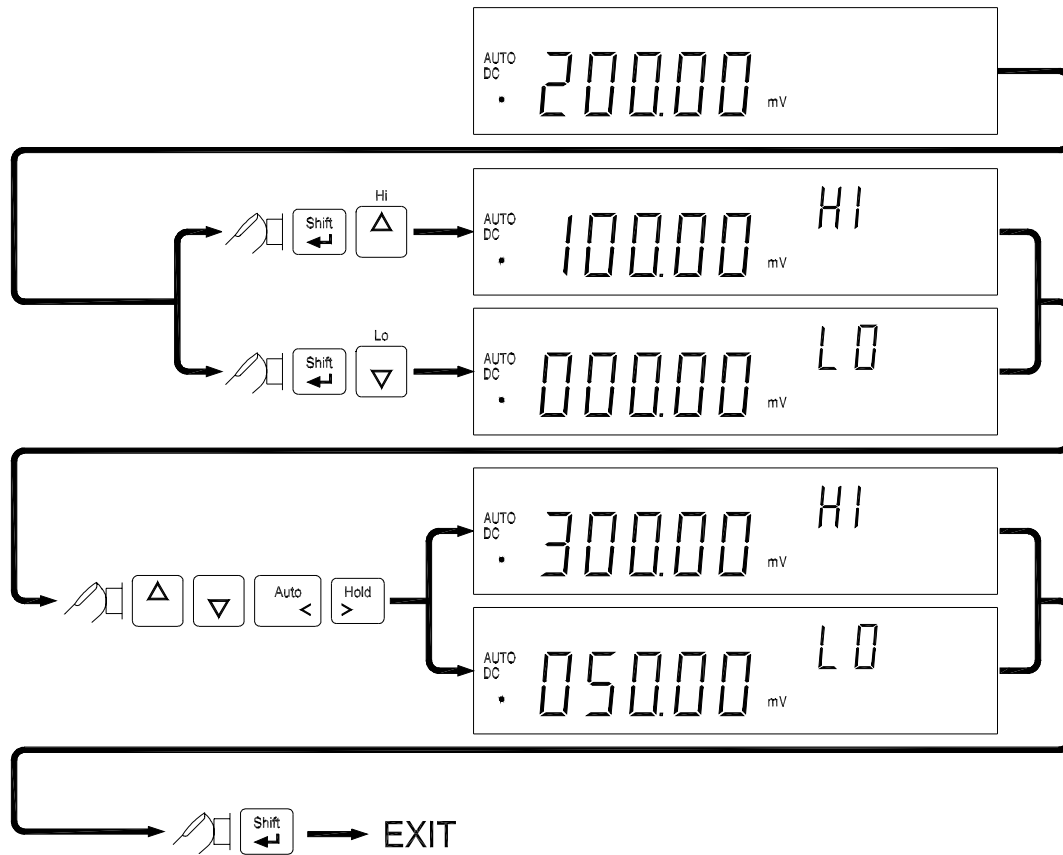 AUTO
DC
200.00 mV
Hi
Shift
AUTO
DC
100.00 mV
HI
Lo
Shift
AUTO
DC
000.00 mV
LO
AUTO
DC
300.00 mV
HI
Auto
<
Hold
>
AUTO
DC
050.00 mV
LO
Shift
EXIT